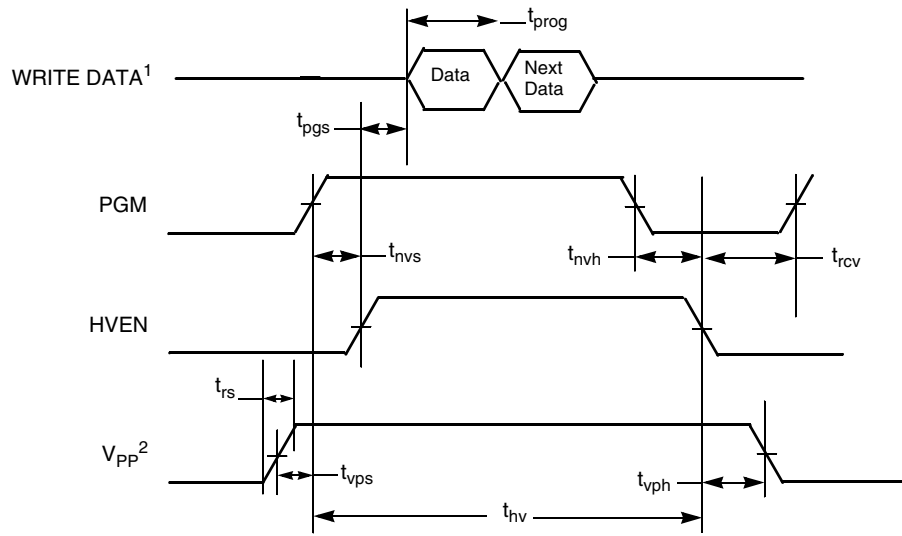 t_prog
WRITE DATA¹
Data
Next
Data
t_pgs
PGM
t_nvs
t_nvh
t_rcv
HVEN
t_rs
V_PP²
t_vps
t_vph
t_hv